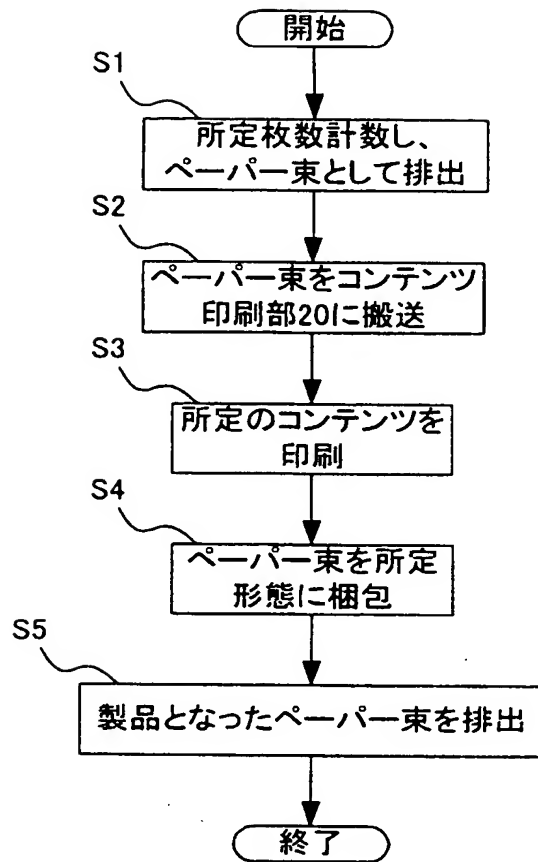 開始
S1
所定枚数計数し、
ペーパー束として排出
S2
ペーパー束をコンテンツ
印刷部20に搬送
S3
所定のコンテンツを
印刷
S4
ペーパー束を所定
形態に梱包
S5
製品となったペーパー束を排出
終了